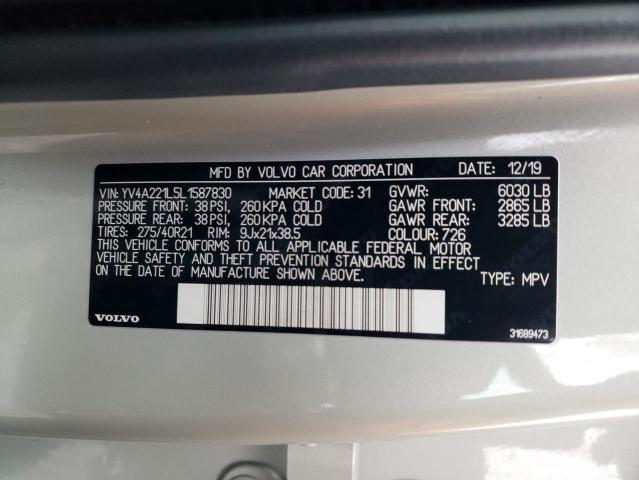 MFD BY VOLVO CAR CORPORATION DATE: 12/19
VIN: YV4A221L5L1587830 MARKET CODE: 31 GVWR: 6030 LB
PRESSURE FRONT: 38 PSI, 260 KPA COLD GAWR FRONT: 2865 LB
PRESSURE REAR: 38 PSI, 260 KPA COLD GAWR REAR: 3285 LB
TIRES: 275/40R21 RIM: 9Jx21x38.5 COLOUR: 726
THIS VEHICLE CONFORMS TO ALL APPLICABLE FEDERAL MOTOR
VEHICLE SAFETY AND THEFT PREVENTION STANDARDS IN EFFECT
ON THE DATE OF MANUFACTURE SHOWN ABOVE. TYPE: MPV
VOLVO 31689473